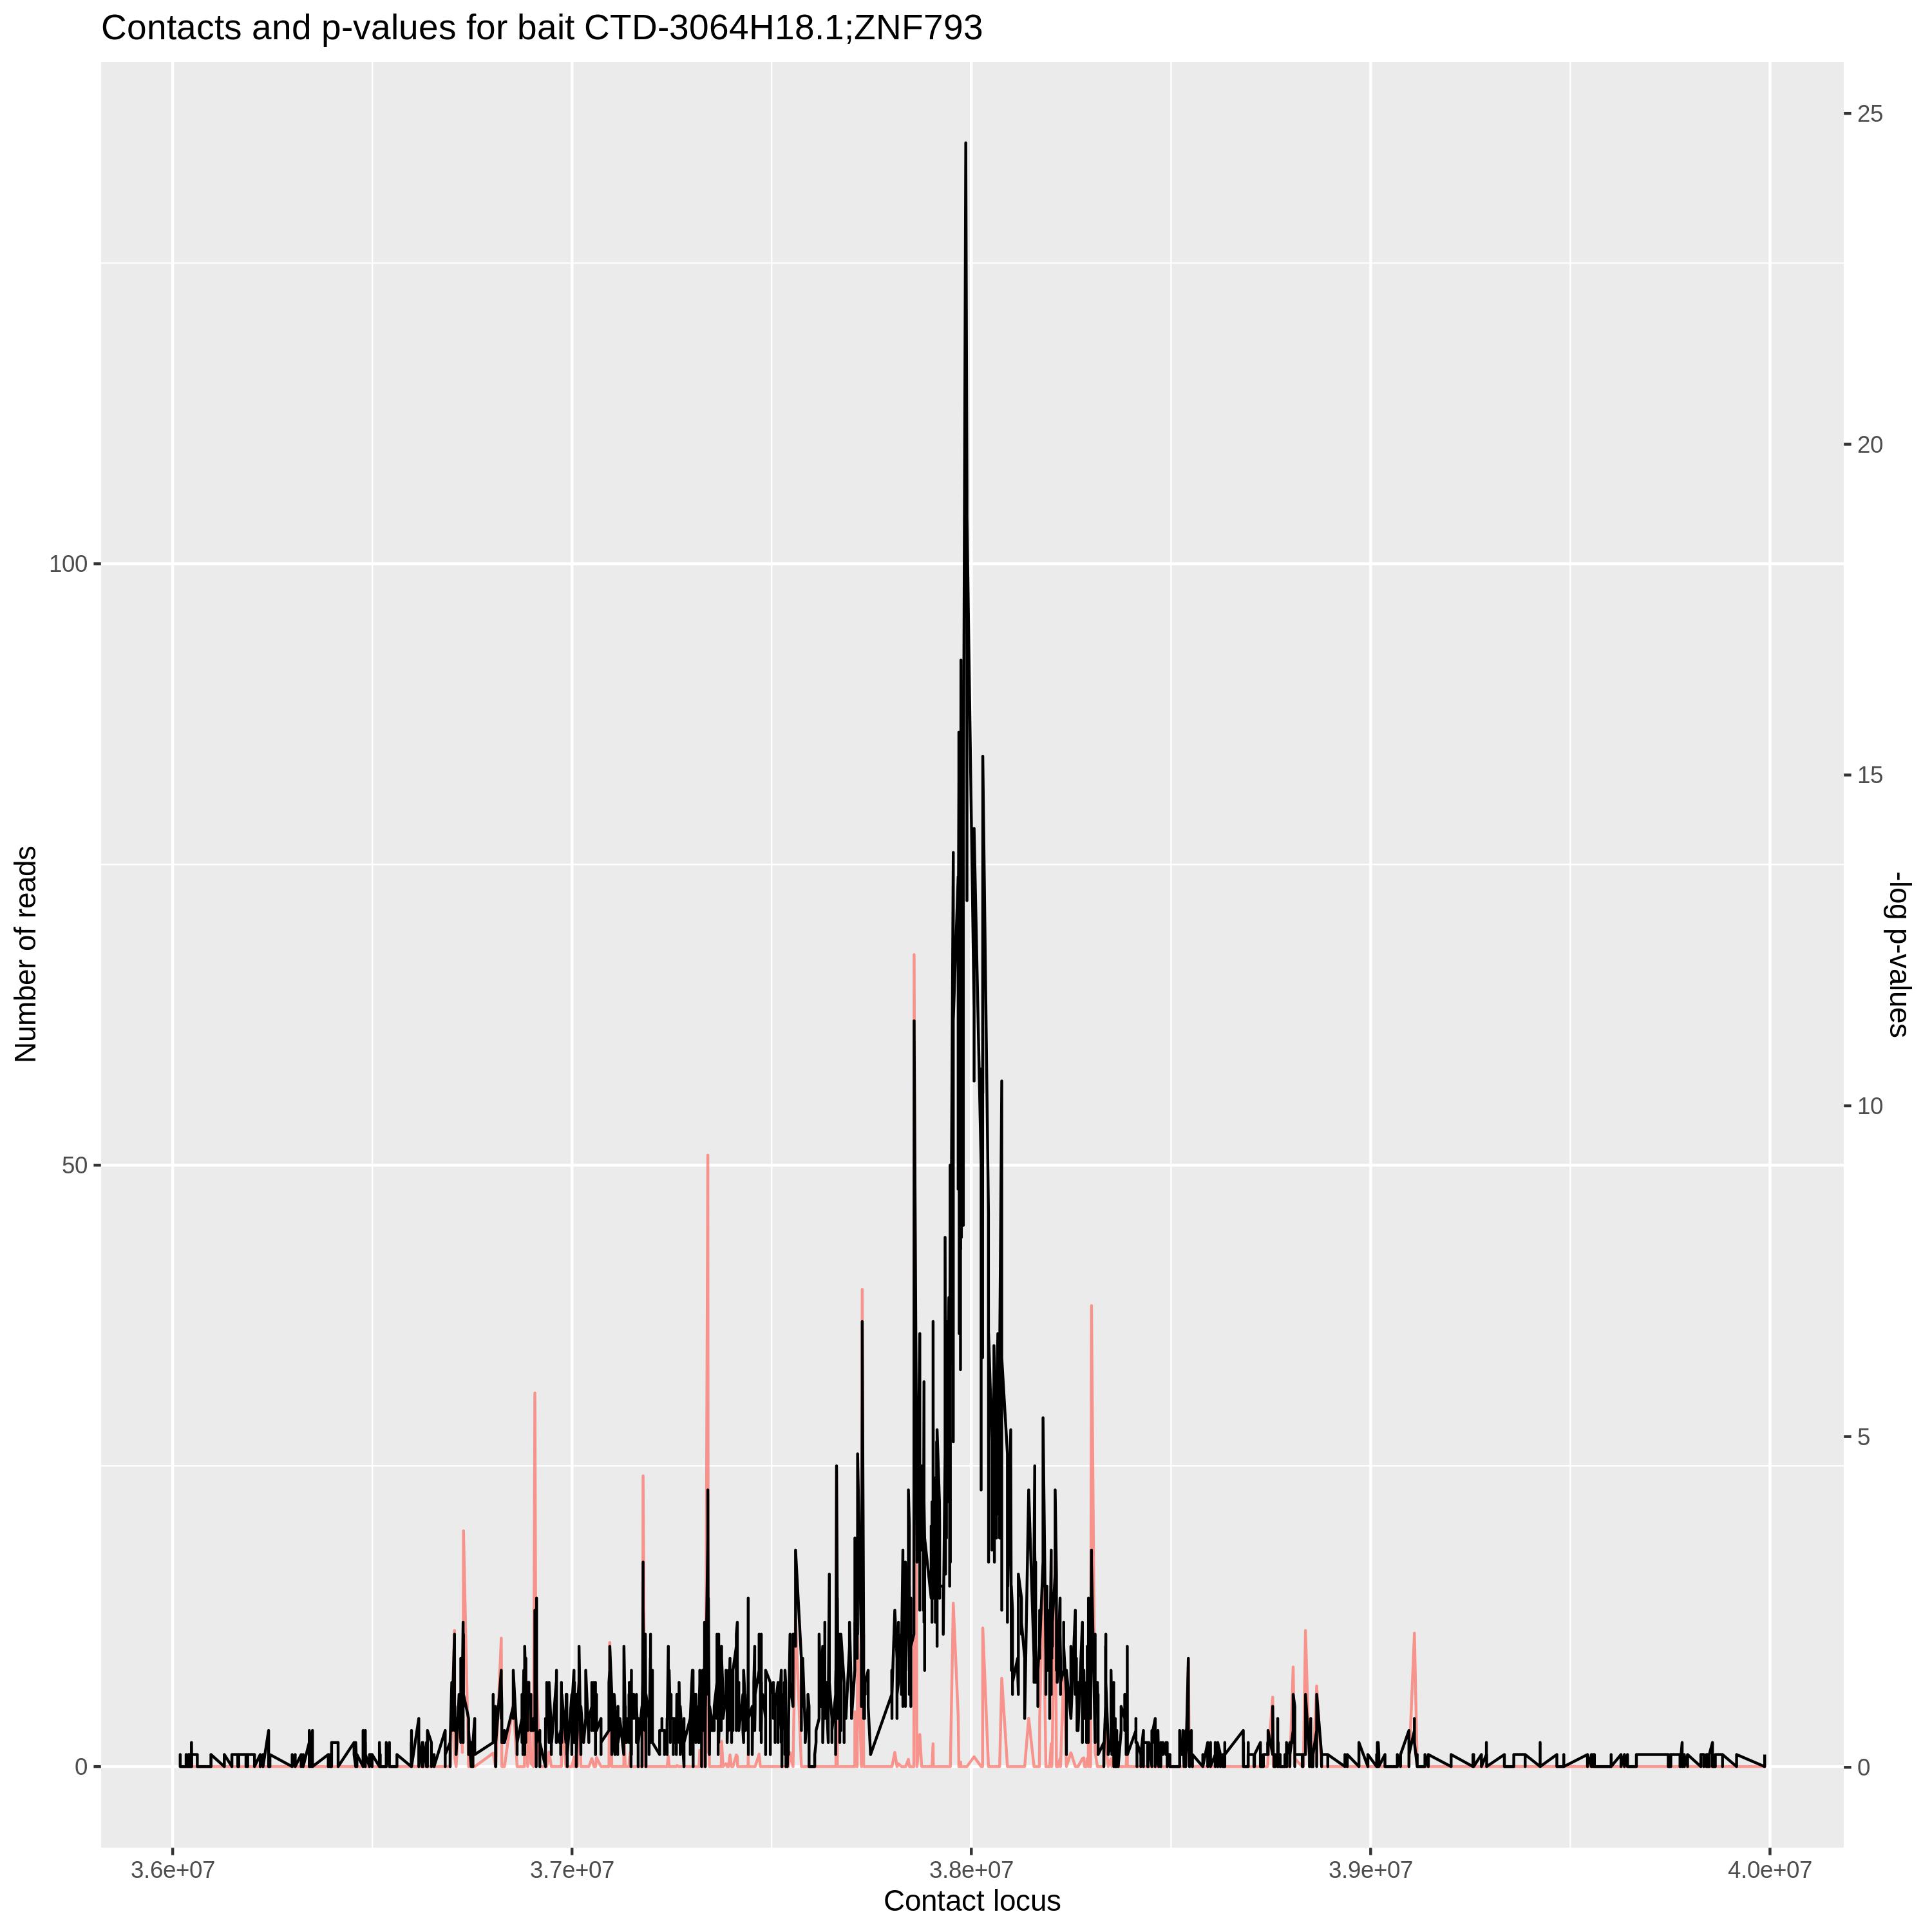 Contacts and p-values for bait CTD-3064H18.1;ZNF793
Number of reads
100
50
0
25
20
15
10
5
0
-log p-values
3.6e+07 3.7e+07 3.8e+07 3.9e+07 4.0e+07
Contact locus